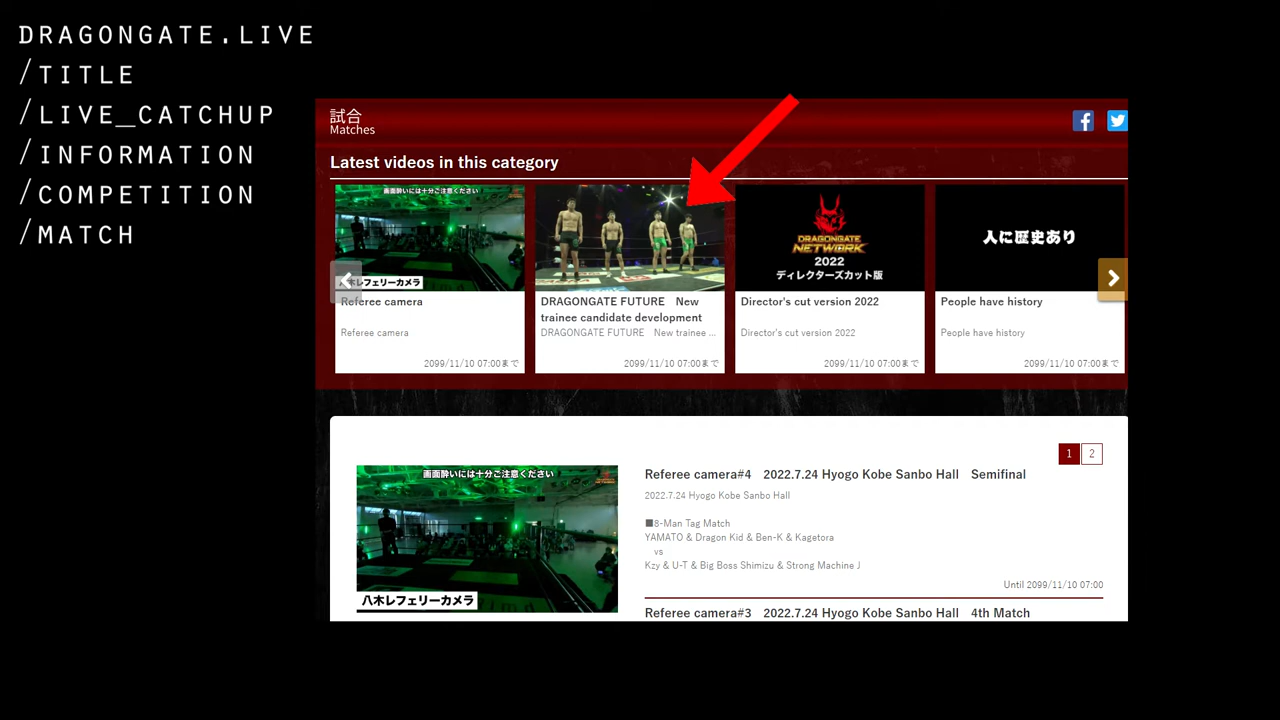 DRAGONGATE.LIVE
/TITLE
/LIVE_CATCHUP
/INFORMATION
/COMPETITION
/MATCH
試合
Matches
Latest videos in this category
画面酔いには十分ご注意ください
八木レフェリーカメラ
DRAGONGATE
NETWORK
2022
ディレクターズカット版
人に歴史あり
Referee camera
Referee camera
2099/11/10 07:00まで
DRAGONGATE FUTURE New
trainee candidate development
DRAGONGATE FUTURE New trainee ...
2099/11/10 07:00まで
Director's cut version 2022
Director's cut version 2022
2099/11/10 07:00まで
People have history
People have history
2099/11/10 07:00まで
1 2
画面酔いには十分ご注意ください
八木レフェリーカメラ
Referee camera#4 2022.7.24 Hyogo Kobe Sanbo Hall Semifinal
2022.7.24 Hyogo Kobe Sanbo Hall
■8-Man Tag Match
YAMATO & Dragon Kid & Ben-K & Kagetora
vs
Kzy & U-T & Big Boss Shimizu & Strong Machine J
Until 2099/11/10 07:00
Referee camera#3 2022.7.24 Hyogo Kobe Sanbo Hall 4th Match